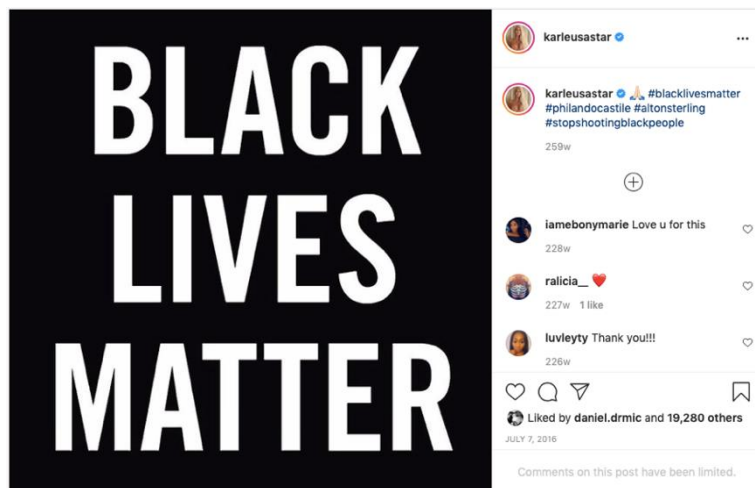 BLACK
LIVES
MATTER
karleusastar
karleusastar 🙏🏻 #blacklivesmatter
#philandocastile #altonsterling
#stopshootingblackpeople
259w
iamebonymarie Love u for this
228w
ralicia__ ❤️
227w 1 like
luvleyty Thank you!!!
226w
Liked by daniel.drmic and 19,280 others
JULY 7, 2016
Comments on this post have been limited.